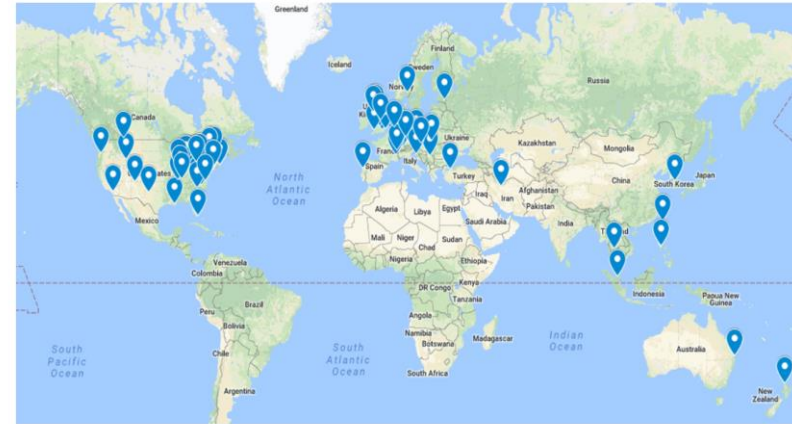 Greenland
Iceland
Finland
Sweden
Norway
Russia
Canada
Ukraine
Kazakhstan
Mongolia
France
Italy
Spain
Turkey
North
Atlantic
Ocean
China
Japan
South Korea
Iraq
Iran
Afghanistan
Pakistan
Algeria
Libya
Egypt
Saudi Arabia
India
Mexico
Mali
Niger
Chad
Sudan
Nigeria
Ethiopia
Venezuela
Colombia
DR Congo
Kenya
Tanzania
Indonesia
Papua New
Guinea
Brazil
Peru
Bolivia
Angola
Namibia
Botswana
Madagascar
Indian
Ocean
South
Pacific
Ocean
Chile
South
Atlantic
Ocean
Australia
South Africa
Argentina
New
Zealand